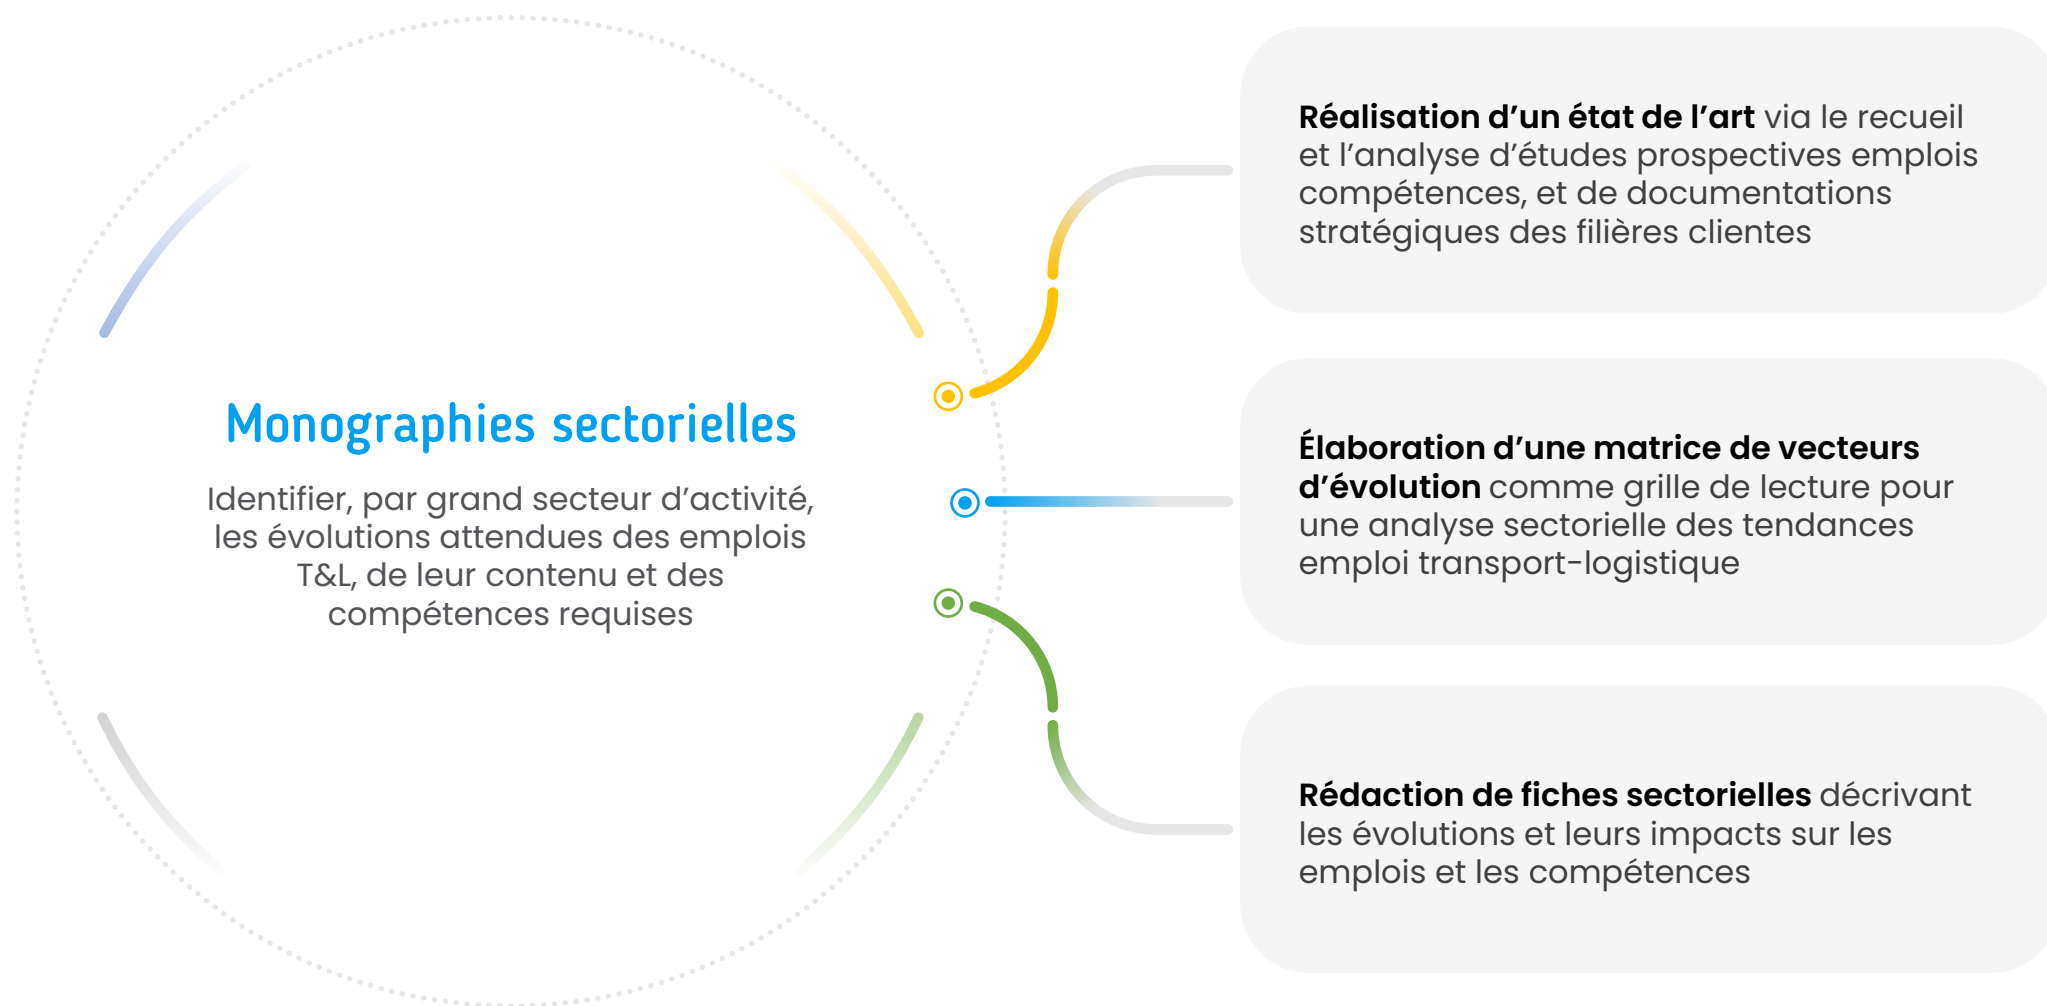 Monographies sectorielles
Identifier, par grand secteur d’activité,
les évolutions attendues des emplois
T&L, de leur contenu et des
compétences requises
Réalisation d’un état de l’art via le recueil
et l’analyse d’études prospectives emplois
compétences, et de documentations
stratégiques des filières clientes
Élaboration d’une matrice de vecteurs
d’évolution comme grille de lecture pour
une analyse sectorielle des tendances
emploi transport-logistique
Rédaction de fiches sectorielles décrivant
les évolutions et leurs impacts sur les
emplois et les compétences